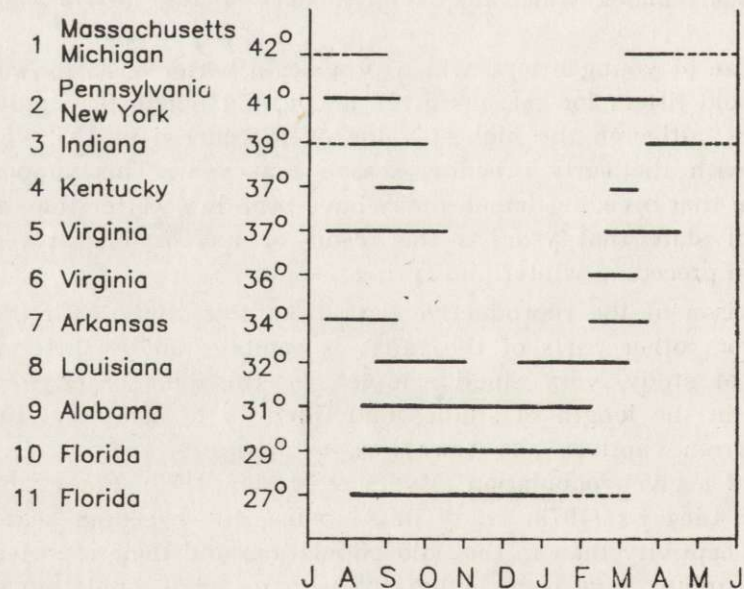 1 Massachusetts
Michigan 42°
2 Pennsylvania
New York 41°
3 Indiana 39°
4 Kentucky 37°
5 Virginia 37°
6 Virginia 36°
7 Arkansas 34°
8 Louisiana 32°
9 Alabama 31°
10 Florida 29°
11 Florida 27°
J A S O N D J F M A M J